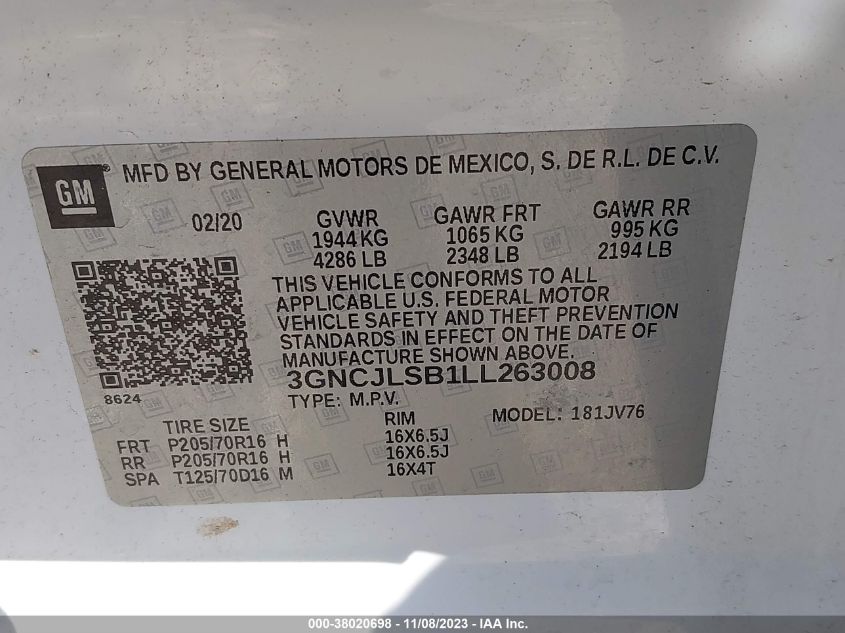 GM ® MFD BY GENERAL MOTORS DE MEXICO, S. DE R.L. DE C.V.
02/20 GVWR GAWR FRT GAWR RR
1944 KG 1065 KG 995 KG
4286 LB 2348 LB 2194 LB
THIS VEHICLE CONFORMS TO ALL
APPLICABLE U.S. FEDERAL MOTOR
VEHICLE SAFETY AND THEFT PREVENTION
STANDARDS IN EFFECT ON THE DATE OF
MANUFACTURE SHOWN ABOVE.
3GNCJLSB1LL263008
8624
TYPE: M.P.V. MODEL: 181JV76
TIRE SIZE RIM
FRT P205/70R16 H 16X6.5J
RR P205/70R16 H 16X6.5J
SPA T125/70D16 M 16X4T
000-38020698 - 11/08/2023 - IAA Inc.